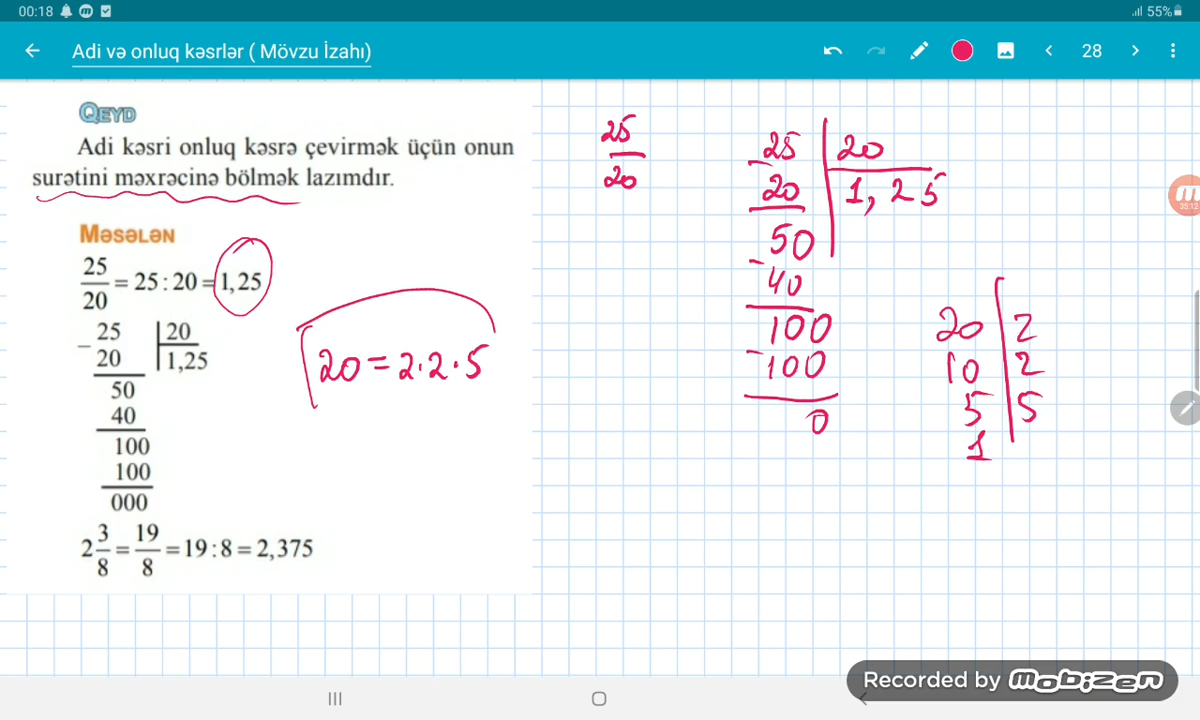 00:18
55%
Adi və onluq kəsrlər ( Mövzu İzahı)
28
QEYD
Adi kəsri onluq kəsrə çevirmək üçün onun
surətini məxrəcinə bölmək lazımdır.
MƏSƏLƏN
25/20 = 25 : 20 = 1,25
- 25 | 20
20 | 1,25
50
40
100
100
000
2 3/8 = 19/8 = 19 : 8 = 2,375
20 = 2·2·5
25/20
- 25 | 20
20 | 1,25
50
- 40
100
- 100
0
20 | 2
10 | 2
5 | 5
1
m
35:12
Recorded by mobizen